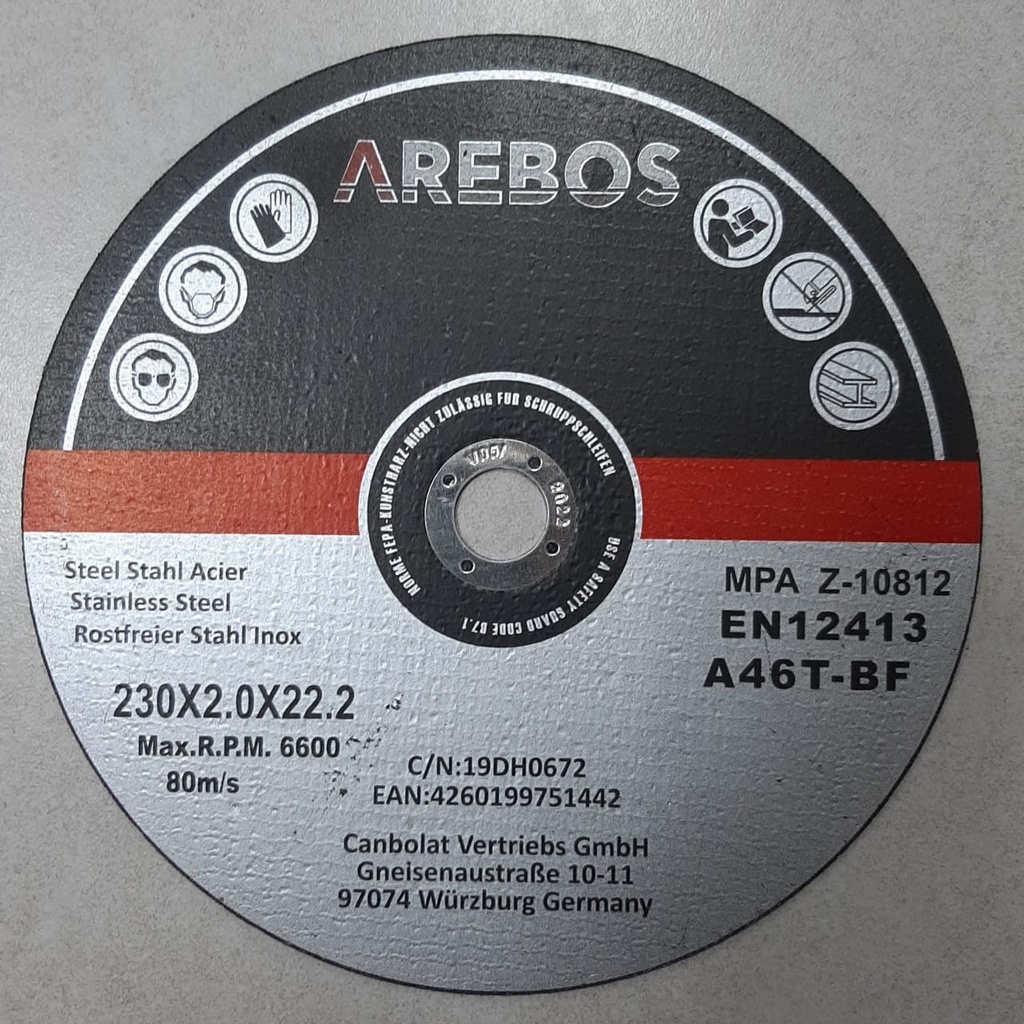 AREBOS
NORME FEPA-KUNSTHARZ-NICHT ZULÄSSIG FÜR SCHRUPPSCHLEIFEN
USE A SAFETY GUARD CODE B7.1
V05/
2022
Steel Stahl Acier
Stainless Steel
Rostfreier Stahl Inox
230X2.0X22.2
Max.R.P.M. 6600
80m/s
MPA Z-10812
EN12413
A46T-BF
C/N:19DH0672
EAN:4260199751442
Canbolat Vertriebs GmbH
Gneisenaustraße 10-11
97074 Würzburg Germany